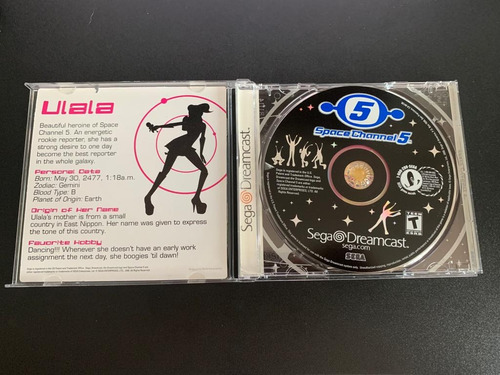 Ulala
Beautiful heroine of Space
Channel 5. An energetic
rookie reporter, she has a
strong desire to one day
become the best reporter
in the whole galaxy.
Personal Data
Born: May 30, 2477, 1:18a.m.
Zodiac: Gemini
Blood Type: B
Planet of Origin: Earth
Origin of Her Name
Ulala's mother is from a small
country in East Nippon. Her name was given to express
the tone of this country.
Favorite Hobby
Dancing!!! Whenever she doesn't have an early work
assignment the next day, she boogies 'til dawn!
Sega Dreamcast.
5
Space Channel 5
TEEN
T
ESRB
Sega Dreamcast
sega.com
SEGA